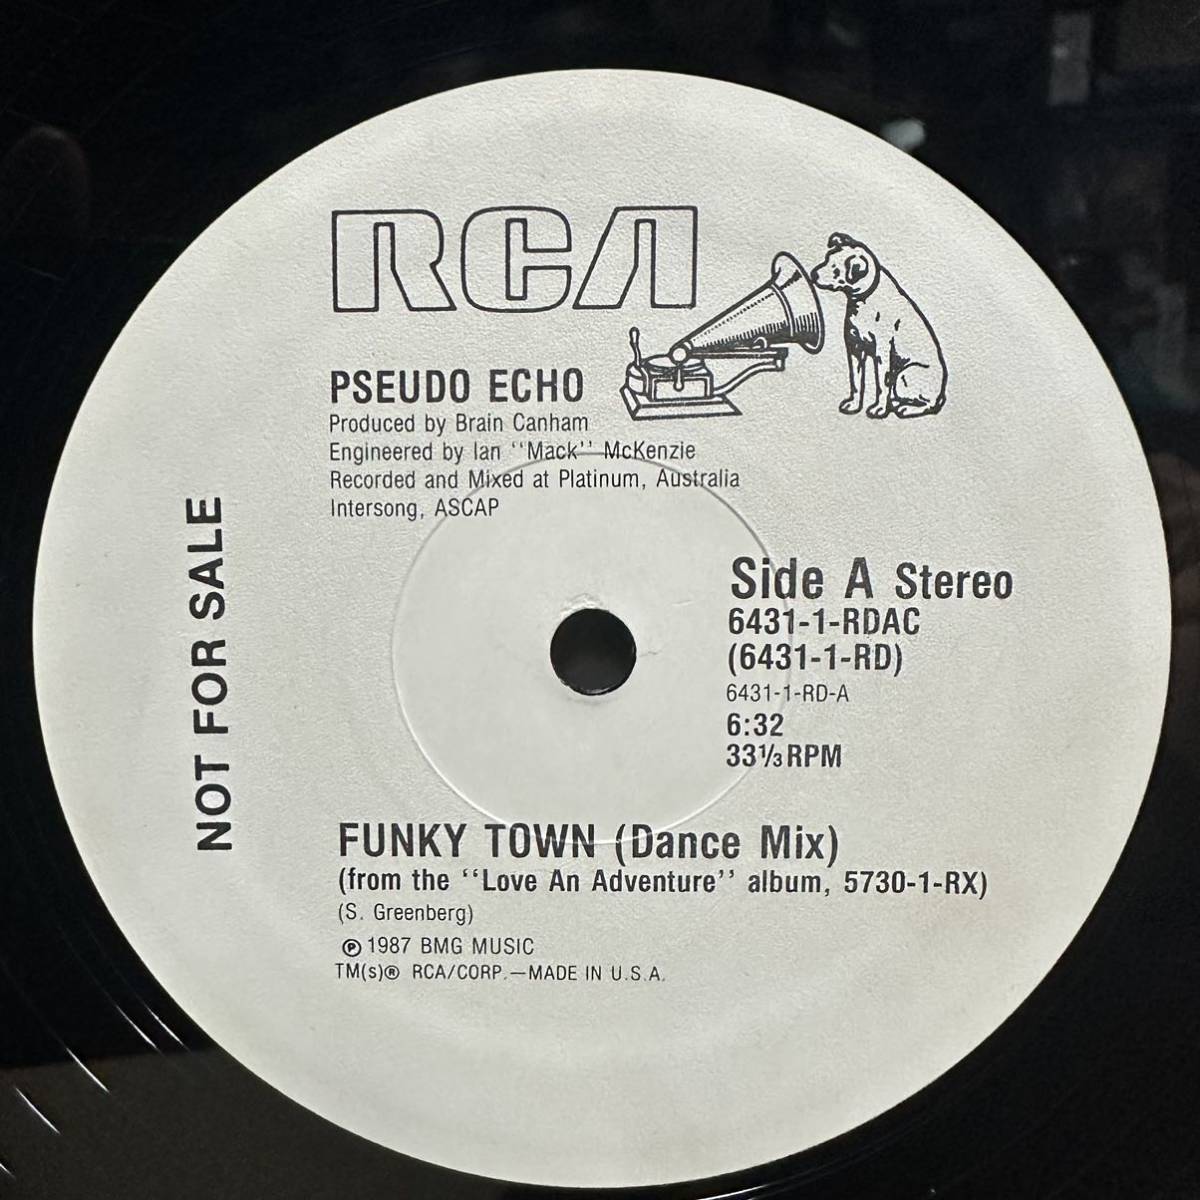 RCA
PSEUDO ECHO
Produced by Brain Canham
Engineered by Ian "Mack" McKenzie
Recorded and Mixed at Platinum, Australia
Intersong, ASCAP
NOT FOR SALE
Side A Stereo
6431-1-RDAC
(6431-1-RD)
6431-1-RD-A
6:32
33⅓ RPM
FUNKY TOWN (Dance Mix)
(from the "Love An Adventure" album, 5730-1-RX)
(S. Greenberg)
℗ 1987 BMG MUSIC
TM(s)® RCA/CORP.—MADE IN U.S.A.